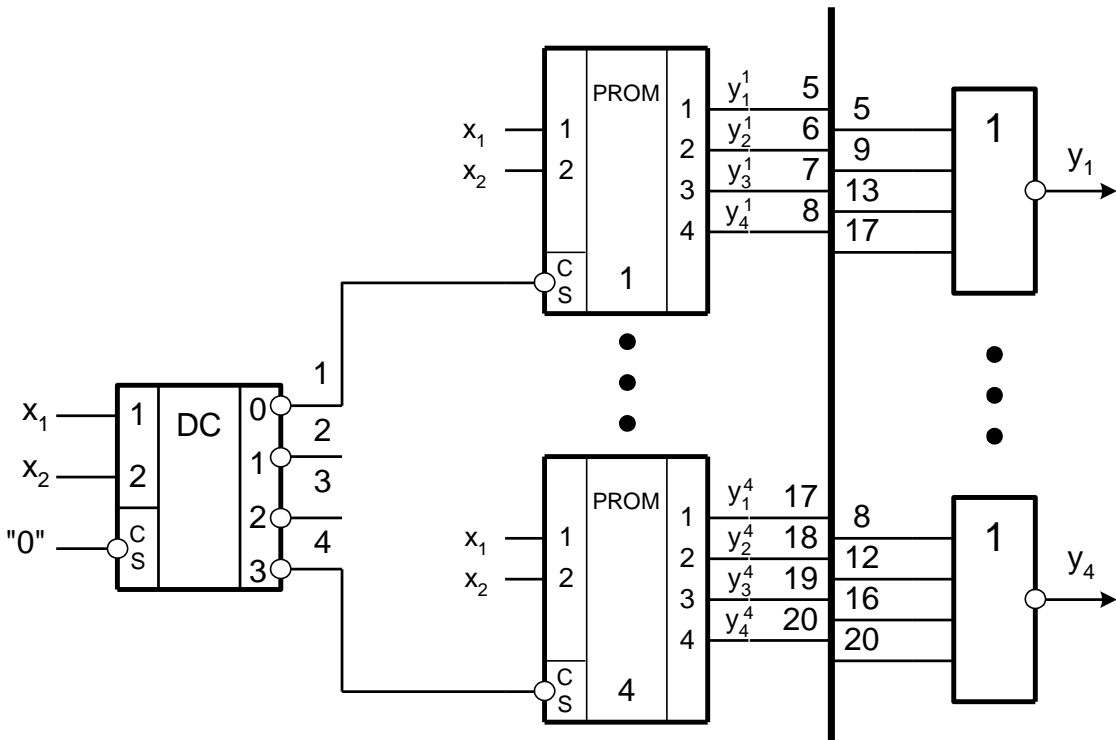 PROM
x₁ 1
x₂ 2
C
S
1
1 y₁¹ 5
2 y₂¹ 6
3 y₃¹ 7
4 y₄¹ 8
5
9
13
17
1
y₁
x₁ 1
x₂ 2
"0" C
S
DC
0 1
1 2
2 3
3 4
PROM
x₁ 1
x₂ 2
C
S
4
1 y₁⁴ 17
2 y₂⁴ 18
3 y₃⁴ 19
4 y₄⁴ 20
8
12
16
20
1
y₄